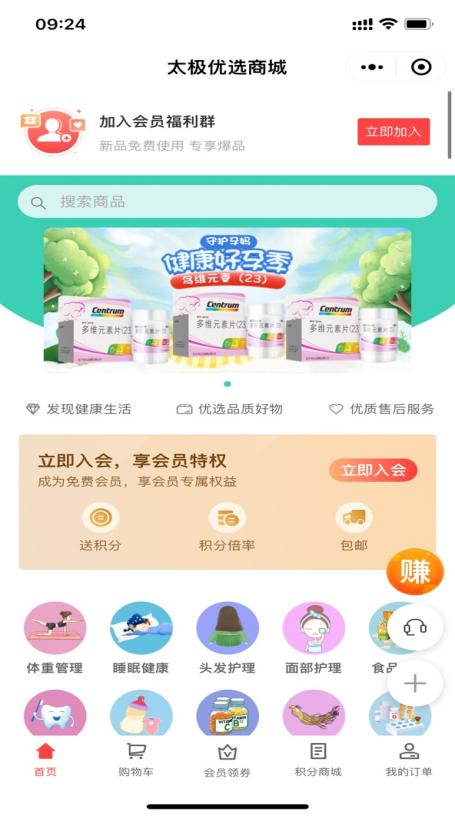 09:24
太极优选商城
加入会员福利群
新品免费使用 专享爆品
立即加入
搜索商品
守护孕妈
健康好孕季
含维元素（23）
Centrum
多维元素片(23
Centrum
多维元素片(23
Centrum
多维元素片(23
发现健康生活
优选品质好物
优质售后服务
立即入会，享会员特权
成为免费会员，享会员专属权益
立即入会
送积分
积分倍率
包邮
赚
体重管理
睡眠健康
头发护理
面部护理
食品
首页
购物车
会员领券
积分商城
我的订单